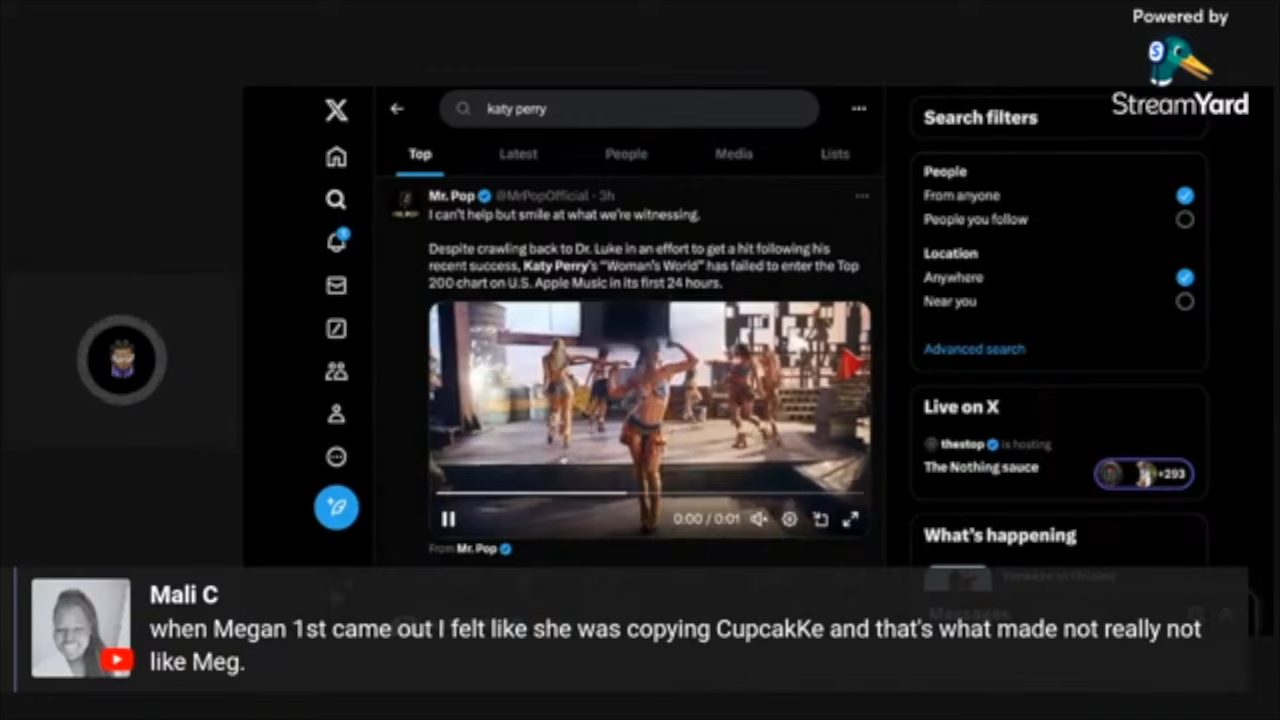 Powered by
StreamYard
katy perry
Top
Latest
People
Media
Lists
Mr. Pop @MrPopOfficial · 3h
I can't help but smile at what we're witnessing.
Despite crawling back to Dr. Luke in an effort to get a hit following his
recent success, Katy Perry's "Woman's World" has failed to enter the Top
200 chart on U.S. Apple Music in its first 24 hours.
0:00 / 0:01
From Mr. Pop
Search filters
People
From anyone
People you follow
Location
Anywhere
Near you
Advanced search
Live on X
is hosting
The Nothing sauce
+293
What's happening
Messages
Mali C
when Megan 1st came out I felt like she was copying CupcakKe and that's what made not really not
like Meg.